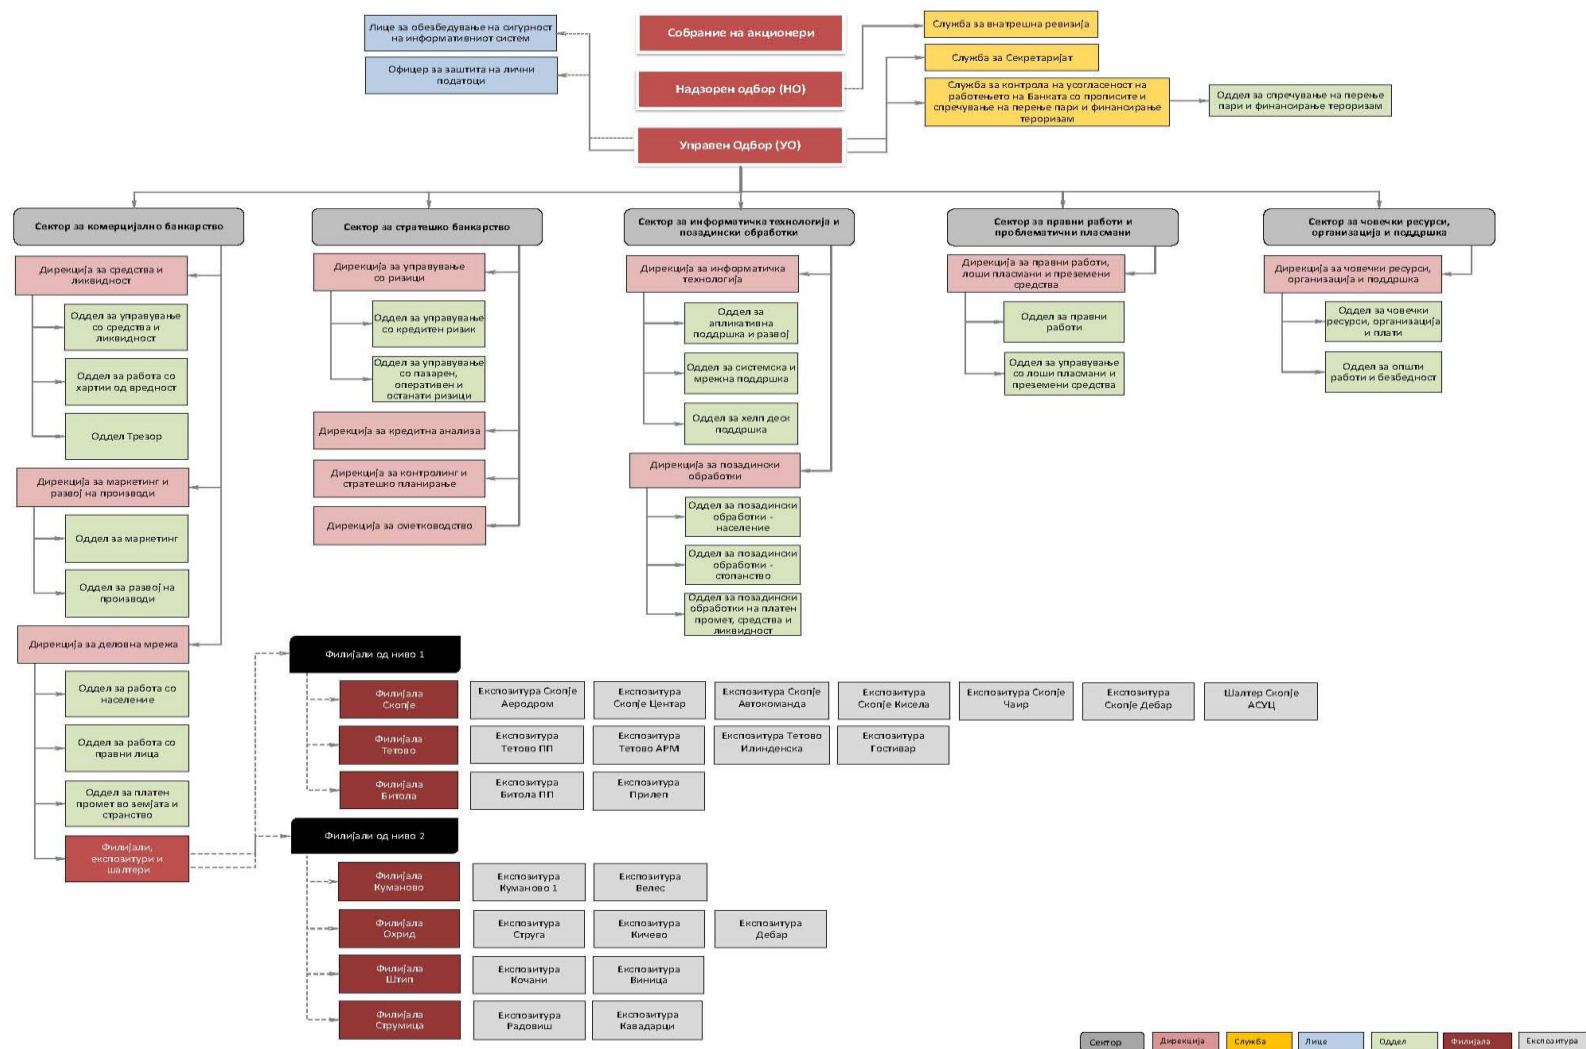 Лице за обезбедување на сигурност
на информативниот систем
Офицер за заштита на лични
податоци
Собрание на акционери
Надзорен одбор (НО)
Управен Одбор (УО)
Служба за внатрешна ревизија
Служба за Секретаријат
Служба за контрола на усогласеност на
работењето на Банката со прописите и
спречување на перење пари и финансирање
тероризам
Оддел за спречување на перење
пари и финансирање тероризам
Сектор за комерцијално банкарство
Дирекција за средства и
ликвидност
Оддел за управување
со средства и
ликвидност
Оддел за работа со
хартии од вредност
Оддел Трезор
Дирекција за маркетинг и
развој на производи
Оддел за маркетинг
Оддел за развој на
производи
Дирекција за деловна мрежа
Оддел за работа со
население
Оддел за работа со
правни лица
Оддел за платен
промет во земјата и
странство
Филијали,
експозитури и
шалтери
Сектор за стратешко банкарство
Дирекција за управување
со ризици
Оддел за управување
со кредитен ризик
Оддел за управување
со пазарен,
оперативен и
останати ризици
Дирекција за кредитна анализа
Дирекција за контролинг и
стратешко планирање
Дирекција за сметководство
Сектор за информатичка технологија и
позадински обработки
Дирекција за информатичка
технологија
Оддел за
апликативна
поддршка и развој
Оддел за системска и
мрежна поддршка
Оддел за хелп деск
поддршка
Дирекција за позадински
обработки
Оддел за позадински
обработки -
население
Оддел за позадински
обработки -
стопанство
Оддел за позадински
обработки на платен
промет, средства и
ликвидност
Сектор за правни работи и
проблематични пласмани
Дирекција за правни работи,
лоши пласмани и преземени
средства
Оддел за правни
работи
Оддел за управување
со лоши пласмани и
преземени средства
Сектор за човечки ресурси,
организација и поддршка
Дирекција за човечки ресурси,
организација и поддршка
Оддел за човечки
ресурси, организација
и плати
Оддел за општи
работи и безбедност
Филијали од ниво 1
Филијала
Скопје
Експозитура Скопје
Аеродром
Експозитура
Скопје Центар
Експозитура Скопје
Автокоманда
Експозитура
Скопје Кисела
Експозитура Скопје
Чаир
Експозитура
Скопје Дебар
Шалтер Скопје
АСУЦ
Филијала
Тетово
Експозитура
Тетово ПП
Експозитура
Тетово АРМ
Експозитура Тетово
Илинденска
Експозитура
Гостивар
Филијала
Битола
Експозитура
Битола ПП
Експозитура
Прилеп
Филијали од ниво 2
Филијала
Куманово
Експозитура
Куманово 1
Експозитура
Велес
Филијала
Охрид
Експозитура
Струга
Експозитура
Кичево
Експозитура
Дебар
Филијала
Штип
Експозитура
Кочани
Експозитура
Виница
Филијала
Струмица
Експозитура
Радовиш
Експозитура
Кавадарци
Сектор
Дирекција
Служба
Лице
Оддел
Филијала
Експозитура